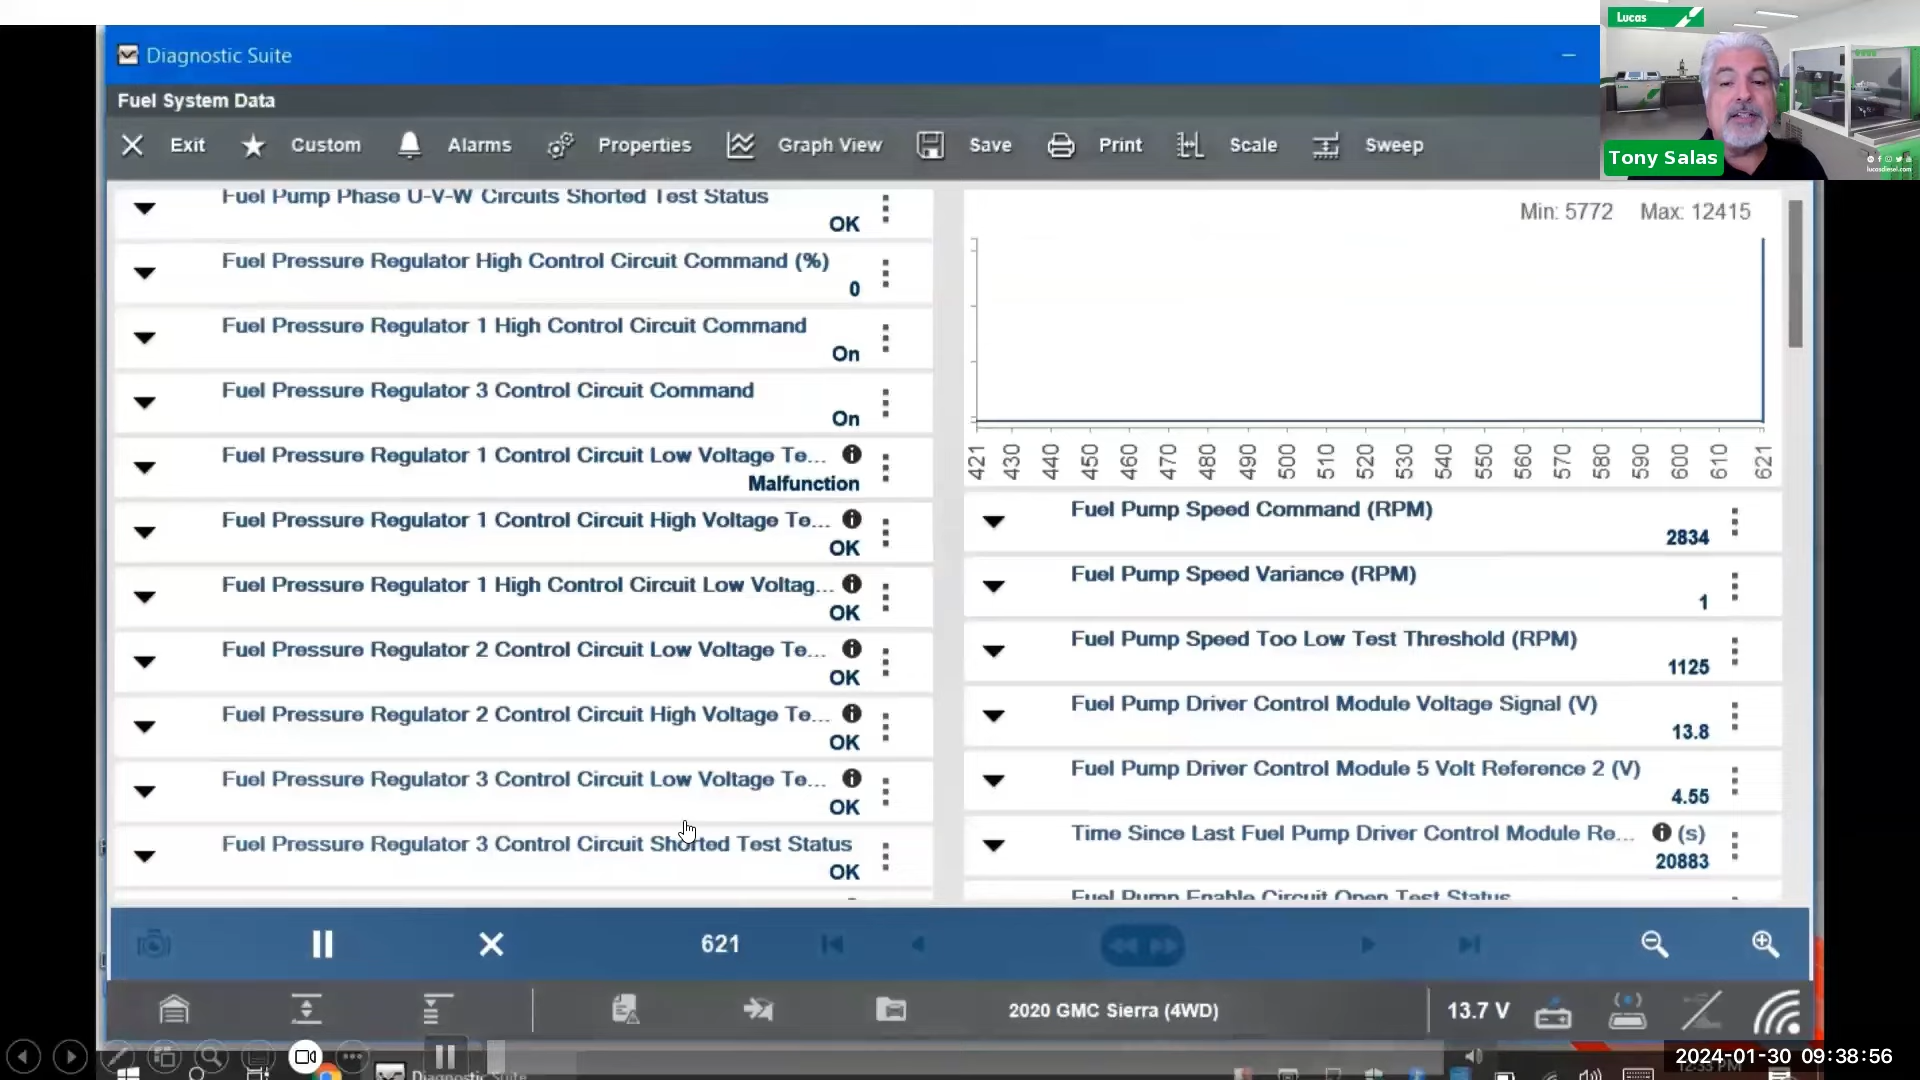 Diagnostic Suite
Fuel System Data
Exit Custom Alarms Properties Graph View Save Print Scale Sweep
Fuel Pump Phase U-V-W Circuits Shorted Test Status
OK
Fuel Pressure Regulator High Control Circuit Command (%)
0
Fuel Pressure Regulator 1 High Control Circuit Command
On
Fuel Pressure Regulator 3 Control Circuit Command
On
Fuel Pressure Regulator 1 Control Circuit Low Voltage Te...
Malfunction
Fuel Pressure Regulator 1 Control Circuit High Voltage Te...
OK
Fuel Pressure Regulator 1 High Control Circuit Low Voltag...
OK
Fuel Pressure Regulator 2 Control Circuit Low Voltage Te...
OK
Fuel Pressure Regulator 2 Control Circuit High Voltage Te...
OK
Fuel Pressure Regulator 3 Control Circuit Low Voltage Te...
OK
Fuel Pressure Regulator 3 Control Circuit Shorted Test Status
OK
Min: 5772 Max: 12415
421 430 440 450 460 470 480 490 500 510 520 530 540 550 560 570 580 590 600 610 621
Fuel Pump Speed Command (RPM)
2834
Fuel Pump Speed Variance (RPM)
1
Fuel Pump Speed Too Low Test Threshold (RPM)
1125
Fuel Pump Driver Control Module Voltage Signal (V)
13.8
Fuel Pump Driver Control Module 5 Volt Reference 2 (V)
4.55
Time Since Last Fuel Pump Driver Control Module Re... (s)
20883
Fuel Pump Enable Circuit Open Test Status
621
2020 GMC Sierra (4WD)
13.7 V
Diagnostic Suite
12:33 PM
2024-01-30 09:38:56
Lucas
Tony Salas
lucasdiesel.com